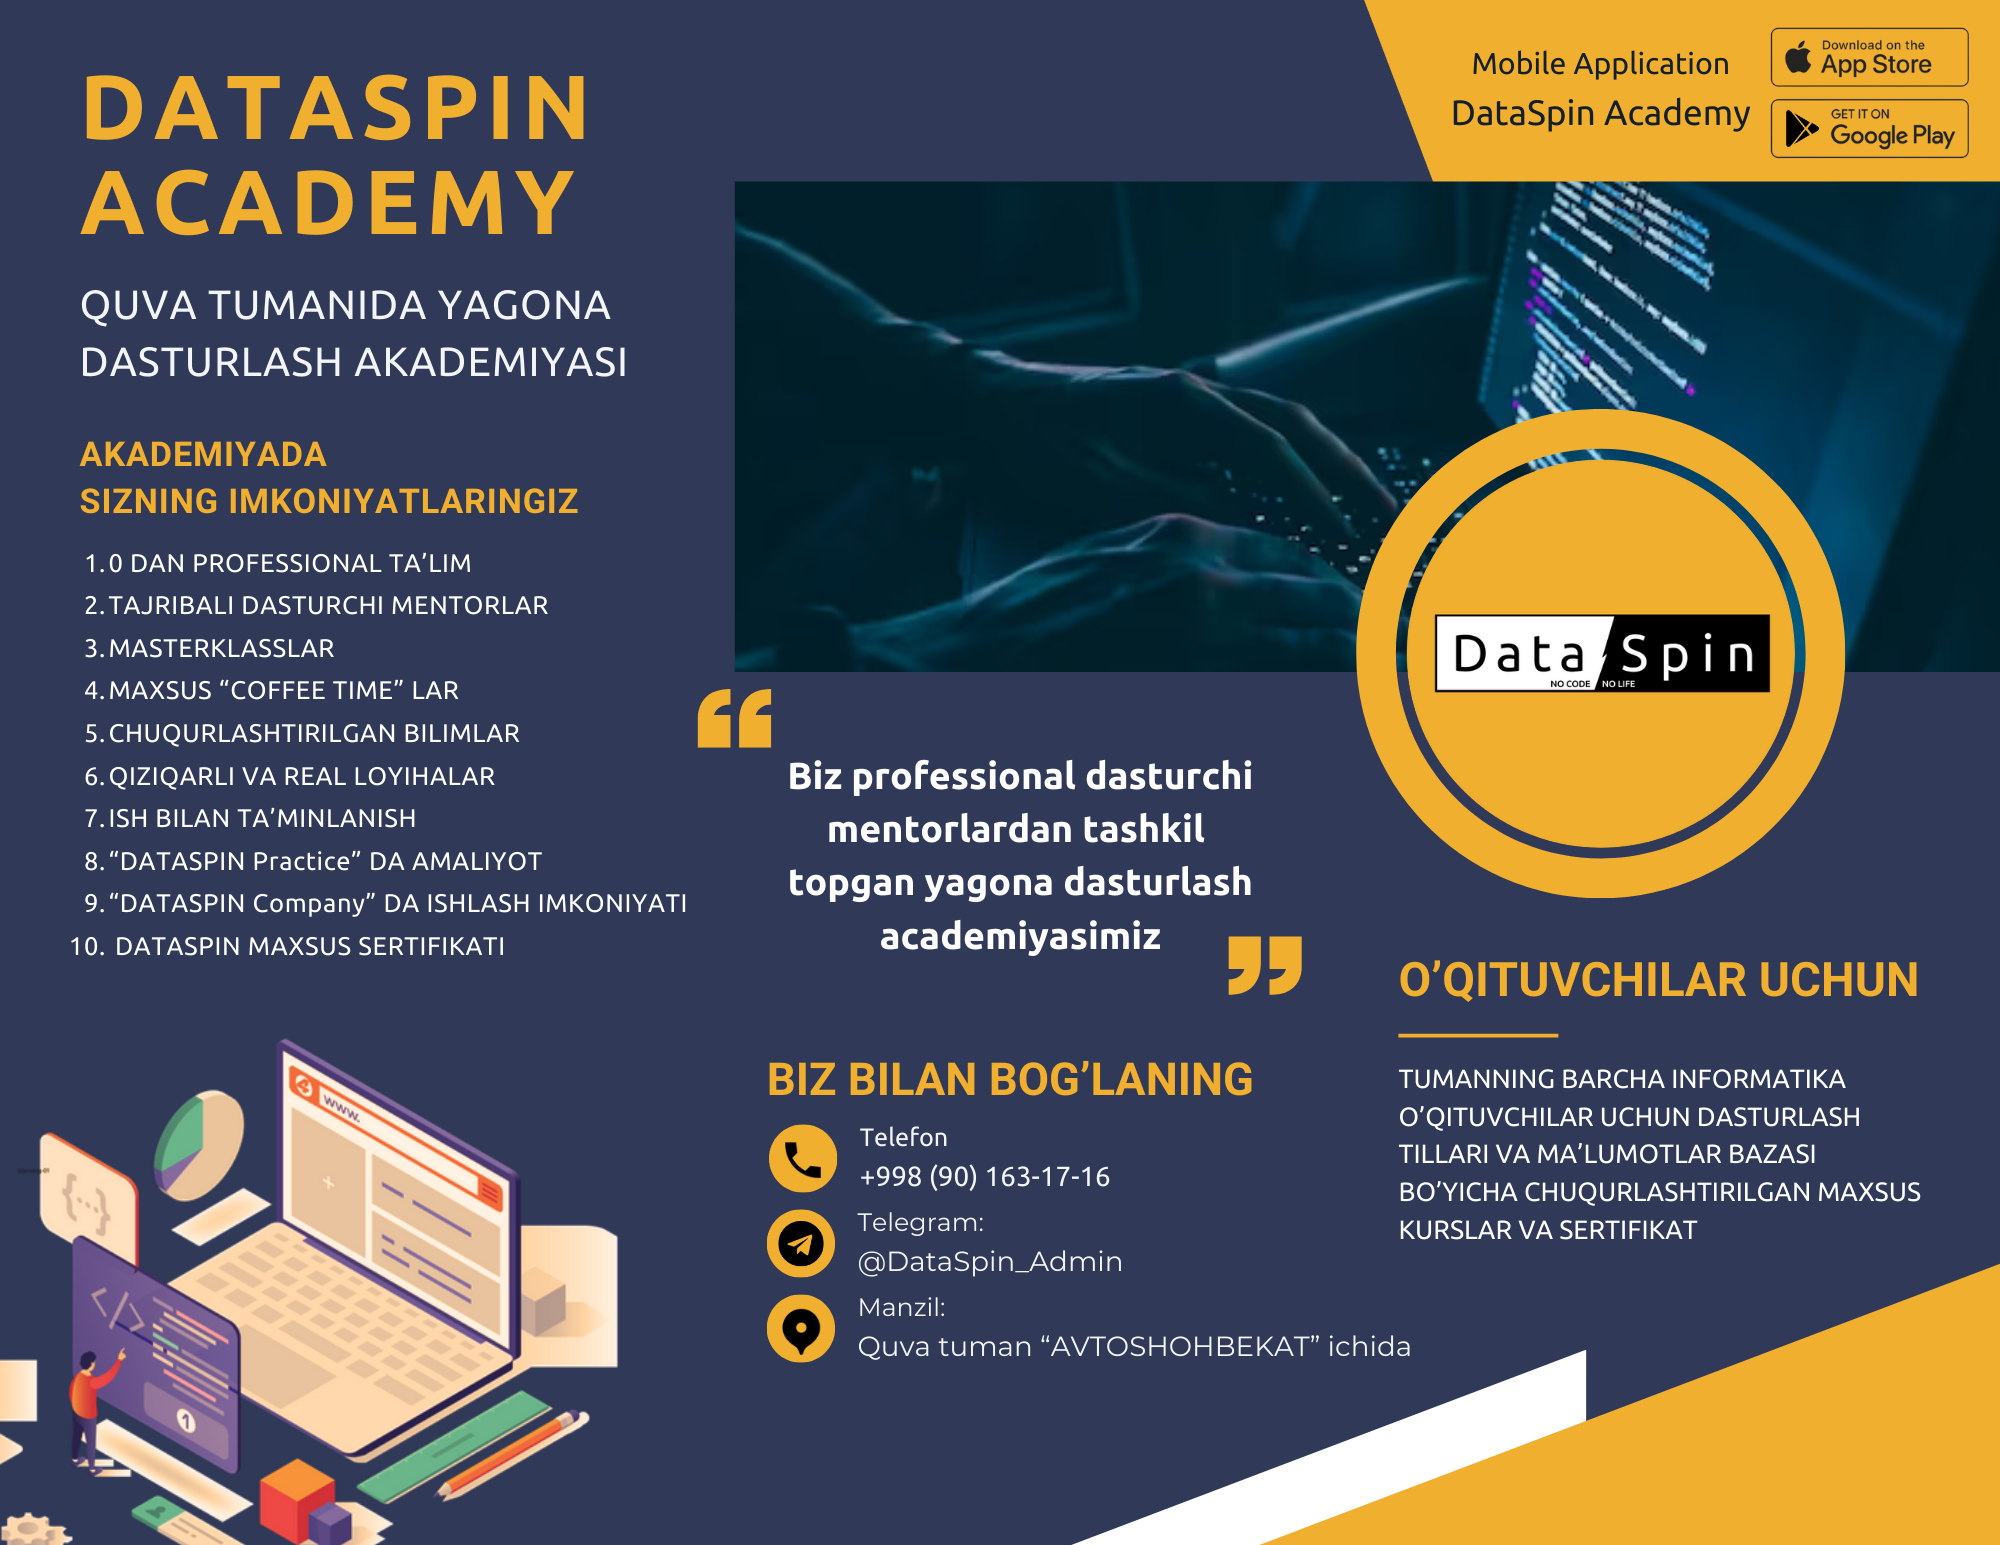 DATASPIN
ACADEMY
QUVA TUMANIDA YAGONA
DASTURLASH AKADEMIYASI
AKADEMIYADA
SIZNING IMKONIYATLARINGIZ
1. 0 DAN PROFESSIONAL TA’LIM
2. TAJRIBALI DASTURCHI MENTORLAR
3. MASTERKLASSLAR
4. MAXSUS “COFFEE TIME” LAR
5. CHUQURLASHTIRILGAN BILIMLAR
6. QIZIQARLI VA REAL LOYIHALAR
7. ISH BILAN TA’MINLANISH
8. “DATASPIN Practice” DA AMALIYOT
9. “DATASPIN Company” DA ISHLASH IMKONIYATI
10. DATASPIN MAXSUS SERTIFIKATI
www.
</>
{..}
1
Mobile Application
DataSpin Academy
Download on the
App Store
GET IT ON
Google Play
Data Spin
NO CODE NO LIFE
“
Biz professional dasturchi
mentorlardan tashkil
topgan yagona dasturlash
academiyasimiz
”
BIZ BILAN BOG’LANING
Telefon
+998 (90) 163-17-16
Telegram:
@DataSpin_Admin
Manzil:
Quva tuman “AVTOSHOHBEKAT” ichida
O’QITUVCHILAR UCHUN
TUMANNING BARCHA INFORMATIKA
O’QITUVCHILAR UCHUN DASTURLASH
TILLARI VA MA’LUMOTLAR BAZASI
BO’YICHA CHUQURLASHTIRILGAN MAXSUS
KURSLAR VA SERTIFIKAT